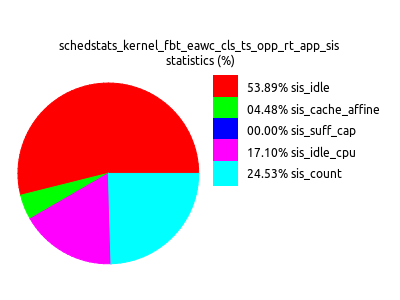 schedstats_kernel_fbt_eawc_cls_ts_opp_rt_app_sis
statistics (%)
53.89% sis_idle
04.48% sis_cache_affine
00.00% sis_suff_cap
17.10% sis_idle_cpu
24.53% sis_count